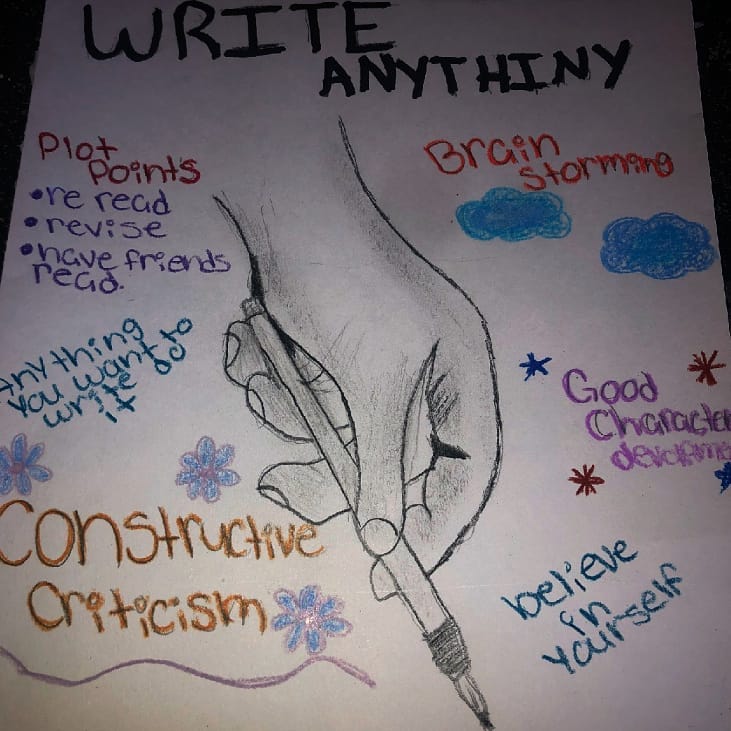 WRITE
ANYTHINY
Plot
Points
•re read
•revise
•have friends
read.
Brain
storming
Anything
you want to
write do
it
Good
Character
developme
Constructive
Criticism
believe
in
yourself